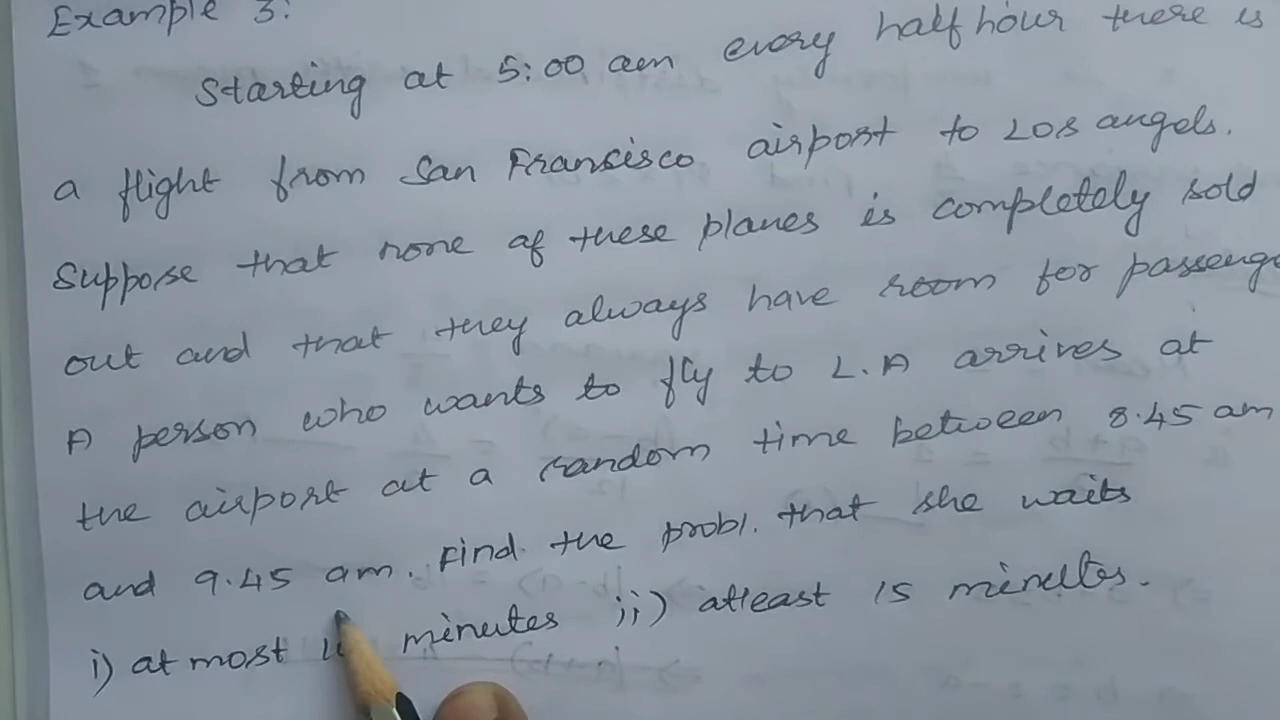 Example 3:
Starting at 5:00 am every half hour there is
a flight from San Fransisco airport to Los angels.
Suppose that none of these planes is completely sold
out and that they always have room for
A person who wants to fly to L.A arrives at
the airport at a random time between 8.45 am
and 9.45 am. Find the probl. that she waits
i) at most minutes ii) atleast 15 minutes.